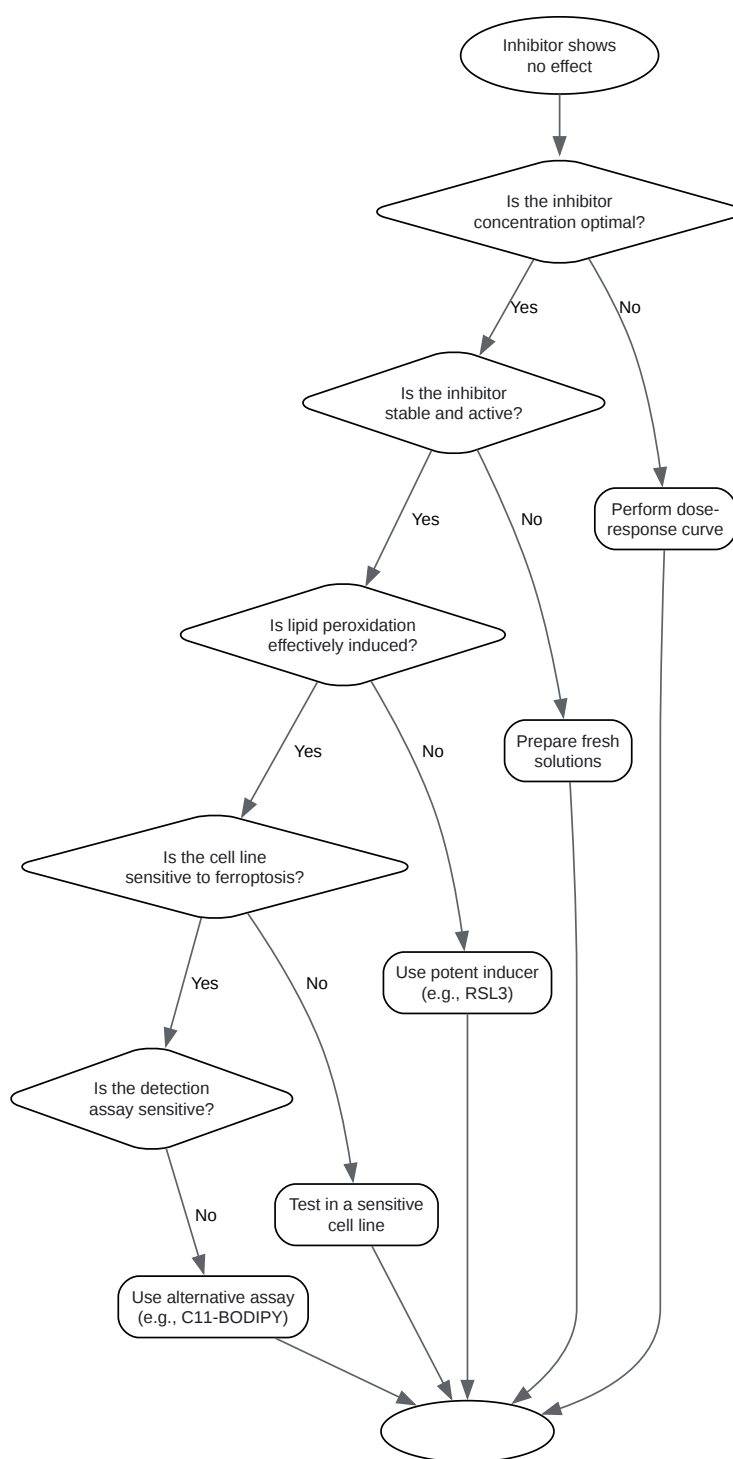 Inhibitor shows
no effect
Is the inhibitor
concentration optimal?
Yes
No
Is the inhibitor
stable and active?
Perform dose-
response curve
Yes
No
Is lipid peroxidation
effectively induced?
Prepare fresh
solutions
Yes
No
Is the cell line
sensitive to ferroptosis?
Use potent inducer
(e.g., RSL3)
Yes
No
Is the detection
assay sensitive?
Test in a sensitive
cell line
No
Use alternative assay
(e.g., C11-BODIPY)